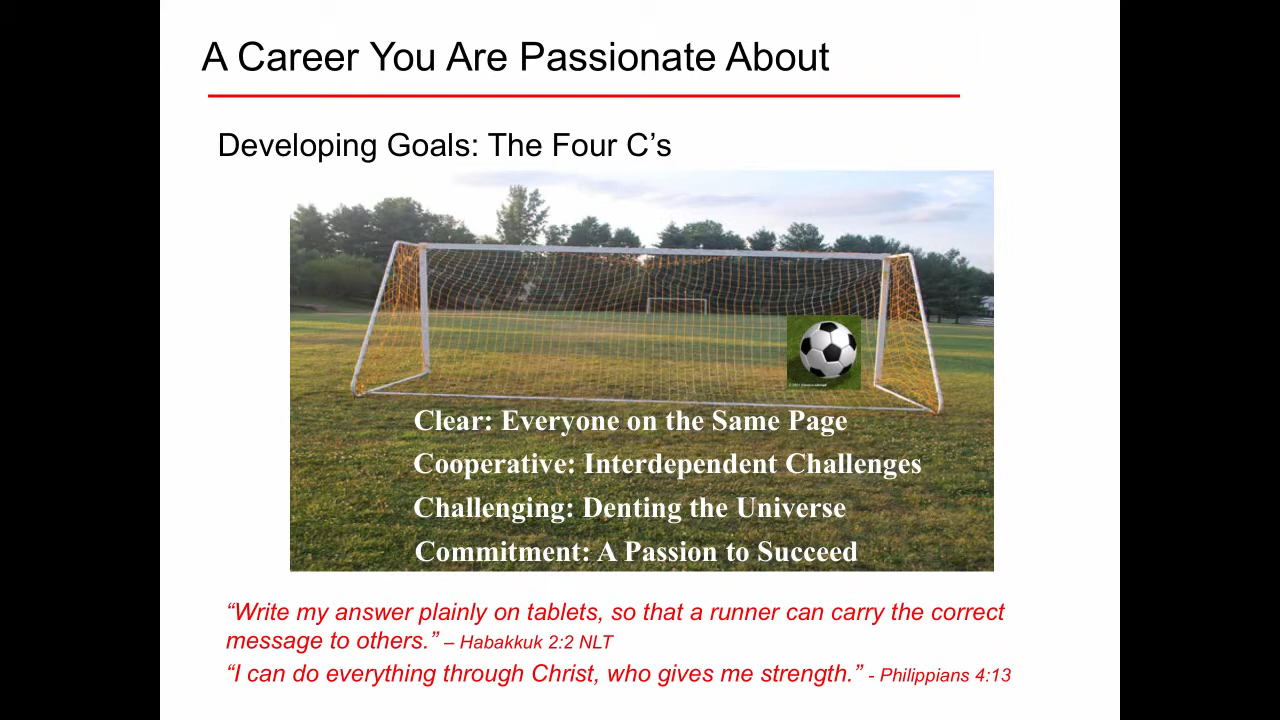 A Career You Are Passionate About
Developing Goals: The Four C’s
Clear: Everyone on the Same Page
Cooperative: Interdependent Challenges
Challenging: Denting the Universe
Commitment: A Passion to Succeed
“Write my answer plainly on tablets, so that a runner can carry the correct
message to others.” – Habakkuk 2:2 NLT
“I can do everything through Christ, who gives me strength.” - Philippians 4:13